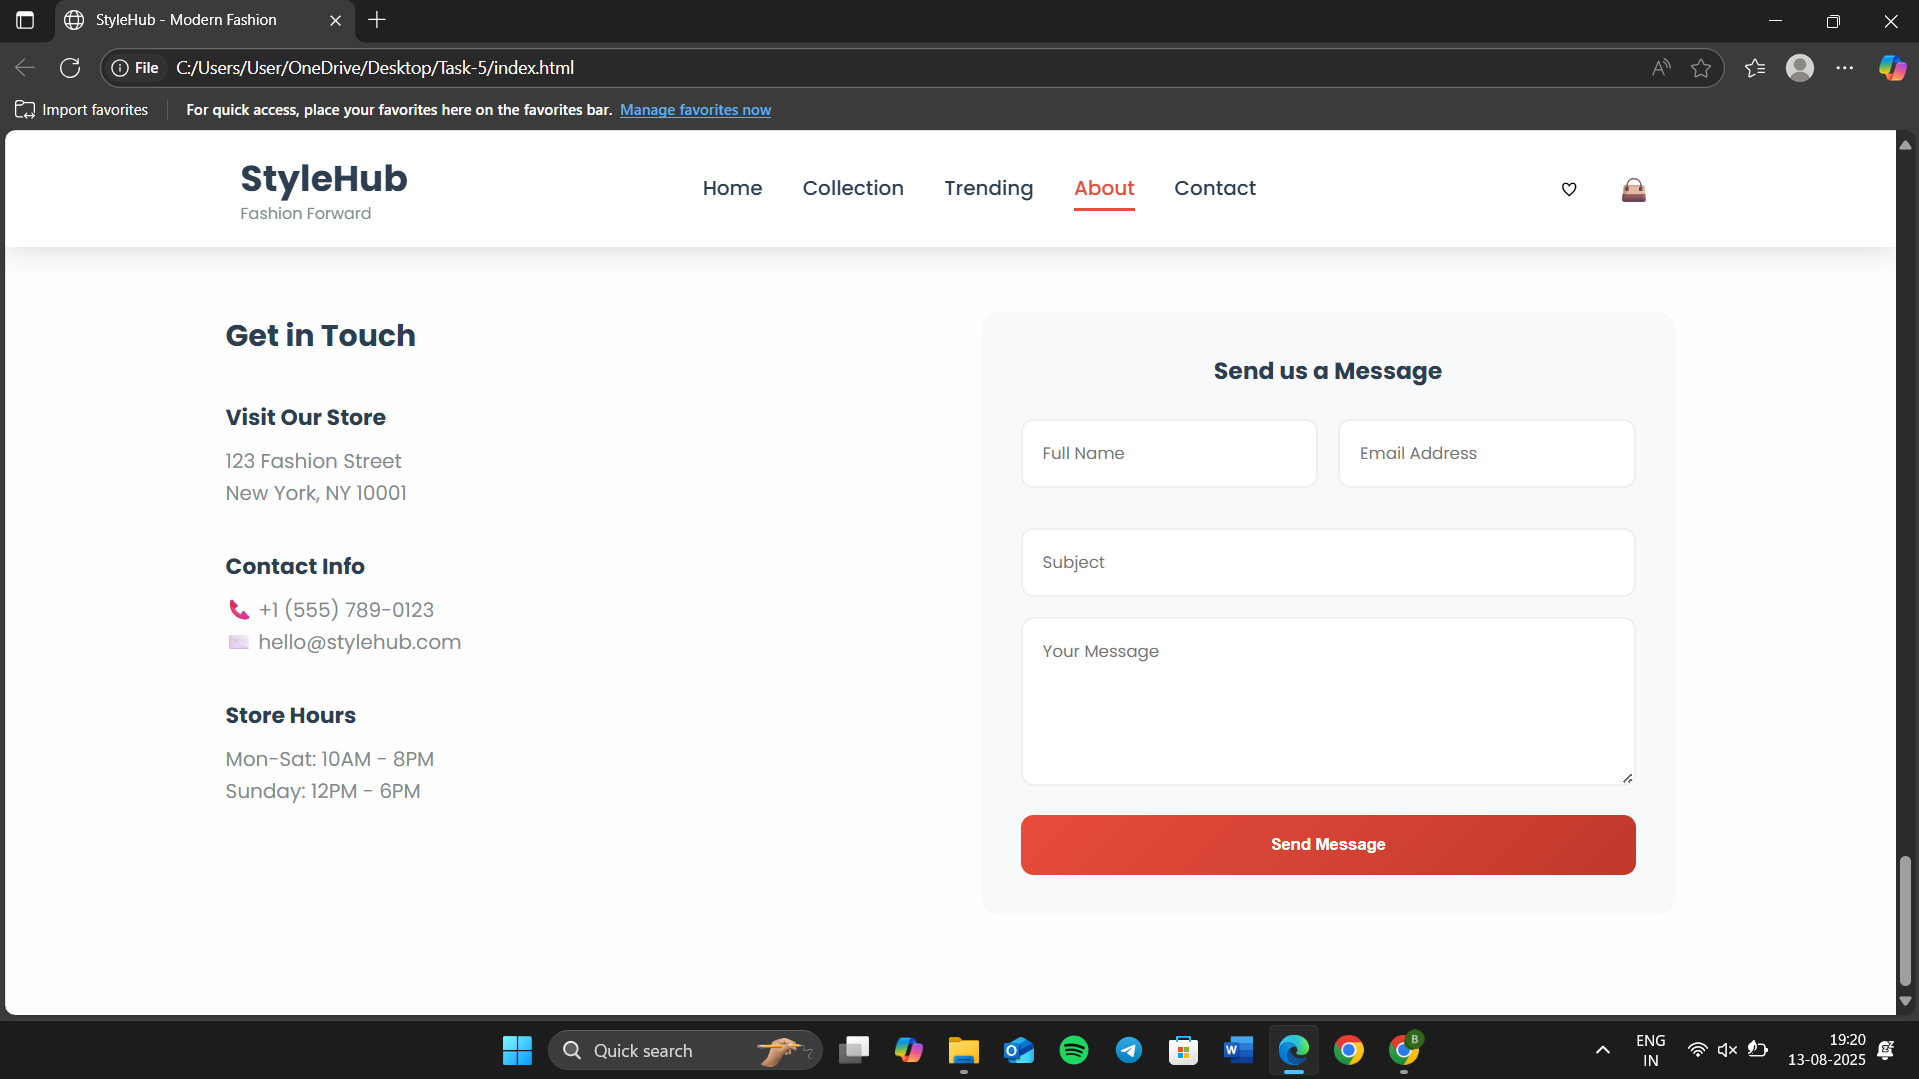 StyleHub - Modern Fashion
File C:/Users/User/OneDrive/Desktop/Task-5/index.html
Import favorites For quick access, place your favorites here on the favorites bar. Manage favorites now
StyleHub
Fashion Forward
Home Collection Trending About Contact
Get in Touch
Visit Our Store
123 Fashion Street
New York, NY 10001
Contact Info
+1 (555) 789-0123
hello@stylehub.com
Store Hours
Mon-Sat: 10AM - 8PM
Sunday: 12PM - 6PM
Send us a Message
Full Name Email Address
Subject
Your Message
Send Message
Quick search
B
ENG
IN
19:20
13-08-2025